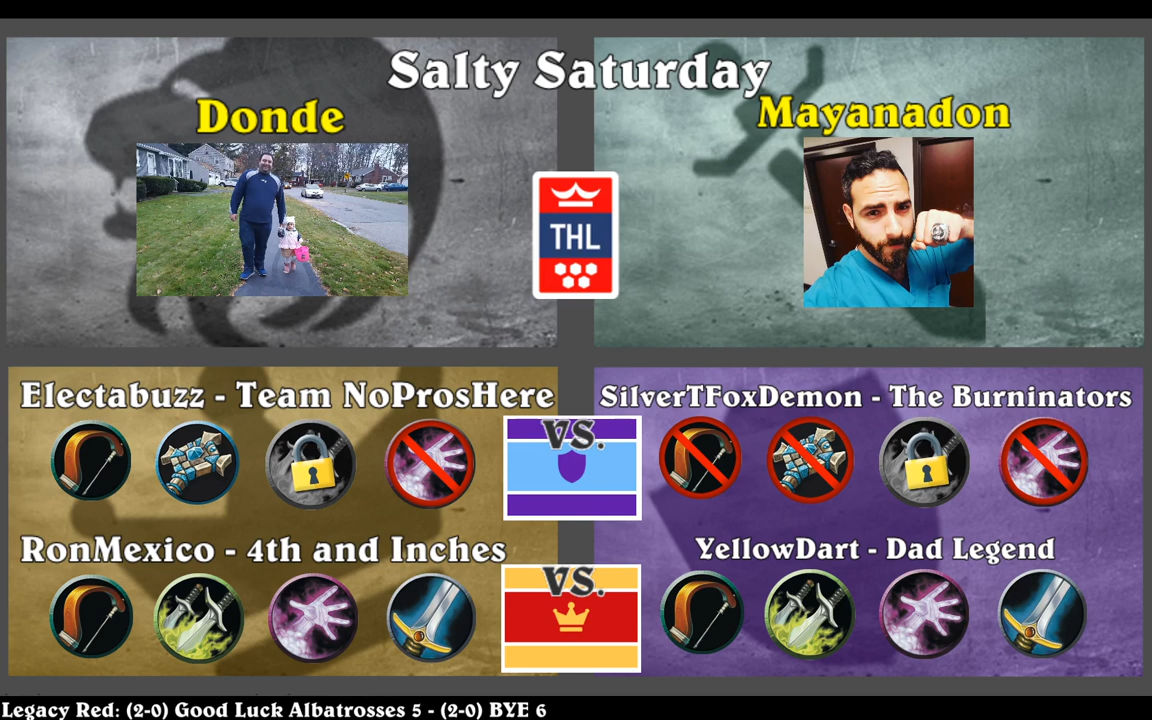 Salty Saturday
Donde
Mayanadon
THL
Electabuzz - Team NoProsHere
VS.
SilverTFoxDemon - The Burninators
RonMexico - 4th and Inches
VS.
YellowDart - Dad Legend
Legacy Red: (2-0) Good Luck Albatrosses 5 - (2-0) BYE 6